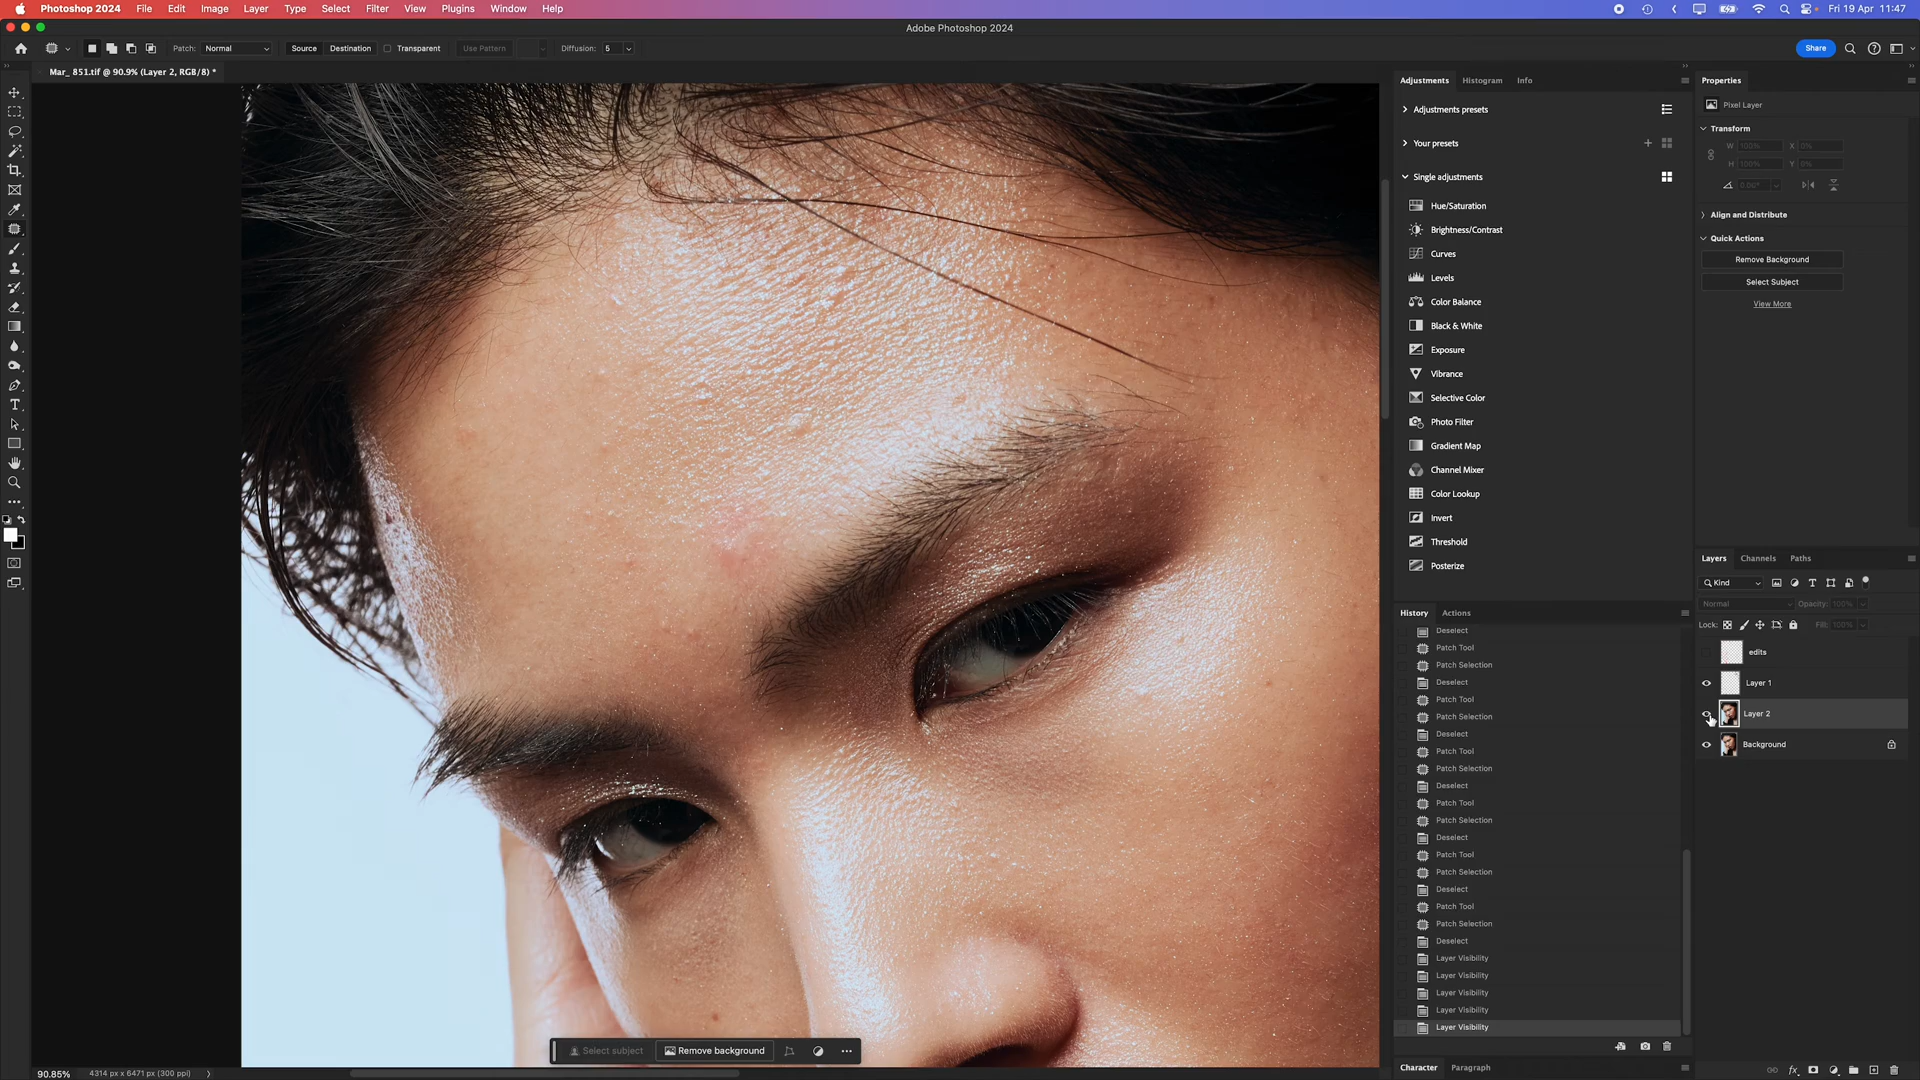 Photoshop 2024 File Edit Image Layer Type Select Filter View Plugins Window Help Fri 19 Apr 11:47
Adobe Photoshop 2024
Patch: Normal Source Destination Transparent Use Pattern Diffusion: 5 Share
Mar_ 851.tif @ 90.9% (Layer 2, RGB/8) *
Adjustments Histogram Info
Adjustments presets
Your presets
Single adjustments
Hue/Saturation
Brightness/Contrast
Curves
Levels
Color Balance
Black & White
Exposure
Vibrance
Selective Color
Photo Filter
Gradient Map
Channel Mixer
Color Lookup
Invert
Threshold
Posterize
History Actions
Deselect
Patch Tool
Patch Selection
Deselect
Patch Tool
Patch Selection
Deselect
Patch Tool
Patch Selection
Deselect
Patch Tool
Patch Selection
Deselect
Patch Tool
Patch Selection
Deselect
Patch Tool
Patch Selection
Deselect
Layer Visibility
Layer Visibility
Layer Visibility
Layer Visibility
Layer Visibility
Character Paragraph
Properties
Pixel Layer
Transform
W 100% X 0%
H 100% Y 0%
0.00°
Align and Distribute
Quick Actions
Remove Background
Select Subject
View More
Layers Channels Paths
Kind
Normal Opacity: 100%
Lock: Fill: 100%
edits
Layer 1
Layer 2
Background
Select subject Remove background
90.85% 4314 px x 6471 px (300 ppi)